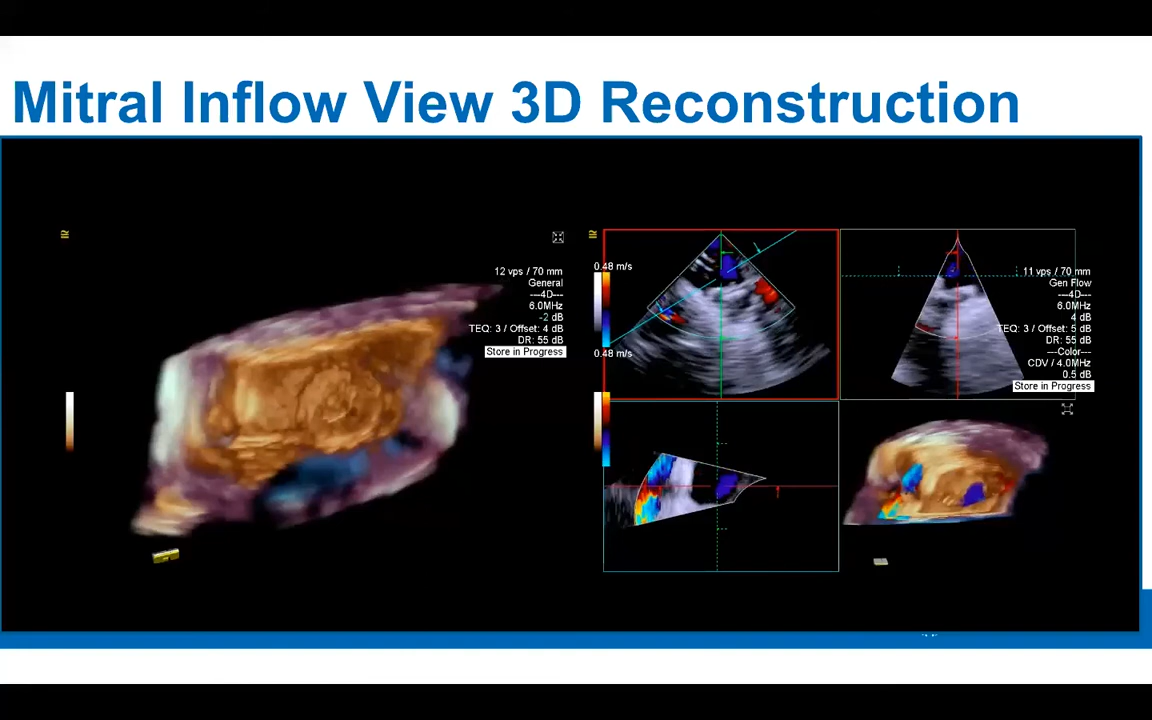 Mitral Inflow View 3D Reconstruction
12 vps / 70 mm
General
---4D---
6.0MHz
-2 dB
TEQ: 3 / Offset: 4 dB
DR: 55 dB
Store in Progress
0.48 m/s
0.48 m/s
11 vps / 70 mm
Gen Flow
---4D---
6.0MHz
4 dB
TEQ: 3 / Offset: 5 dB
DR: 55 dB
---Color---
CDV / 4.0MHz
0.5 dB
Store in Progress